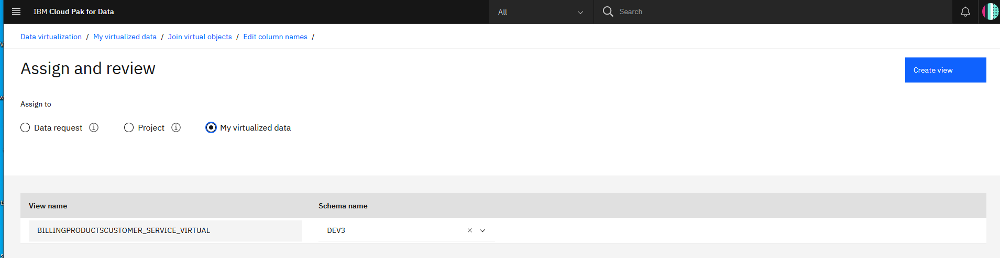 IBM Cloud Pak for Data
All
Search
Data virtualization / My virtualized data / Join virtual objects / Edit column names /
Assign and review
Create view
Assign to
Data request
Project
My virtualized data
View name
Schema name
BILLINGPRODUCTSCUSTOMER_SERVICE_VIRTUAL
DEV3